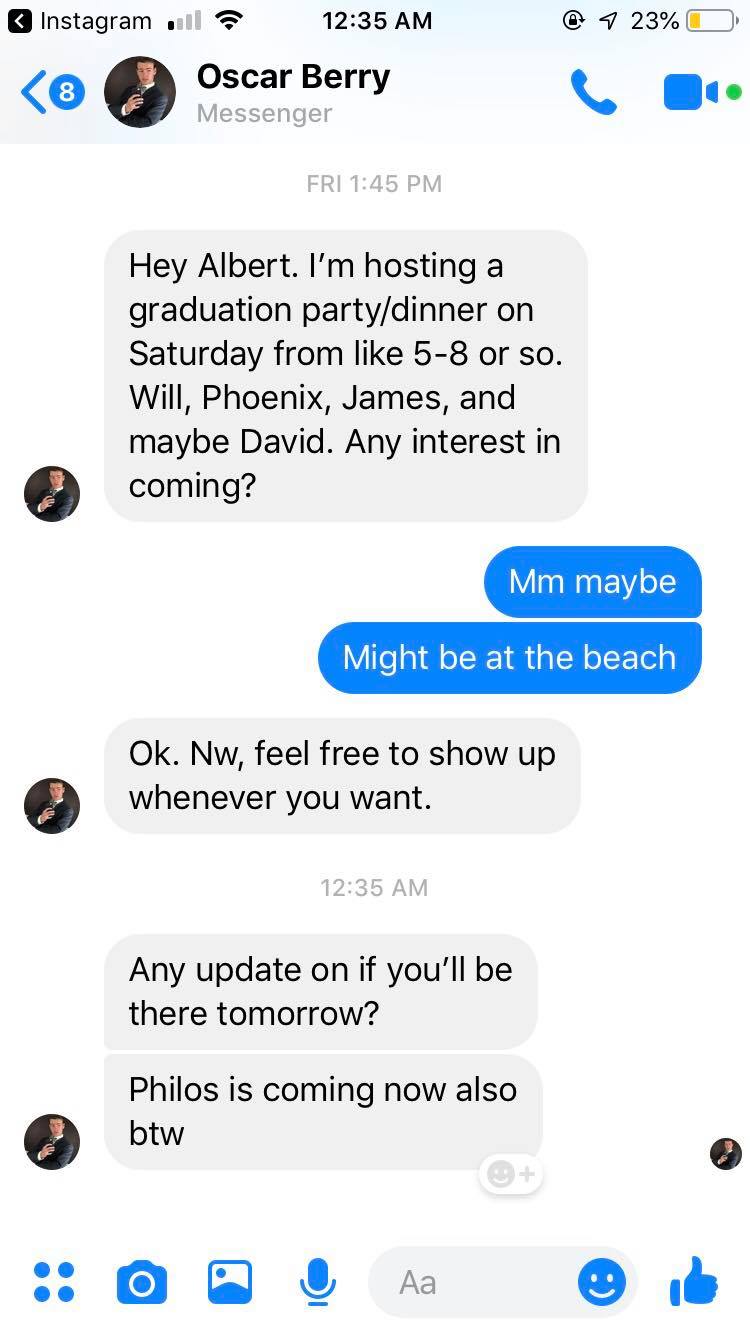 Instagram 12:35 AM 23%
8 Oscar Berry
Messenger
FRI 1:45 PM
Hey Albert. I’m hosting a
graduation party/dinner on
Saturday from like 5-8 or so.
Will, Phoenix, James, and
maybe David. Any interest in
coming?
Mm maybe
Might be at the beach
Ok. Nw, feel free to show up
whenever you want.
12:35 AM
Any update on if you’ll be
there tomorrow?
Philos is coming now also
btw
Aa